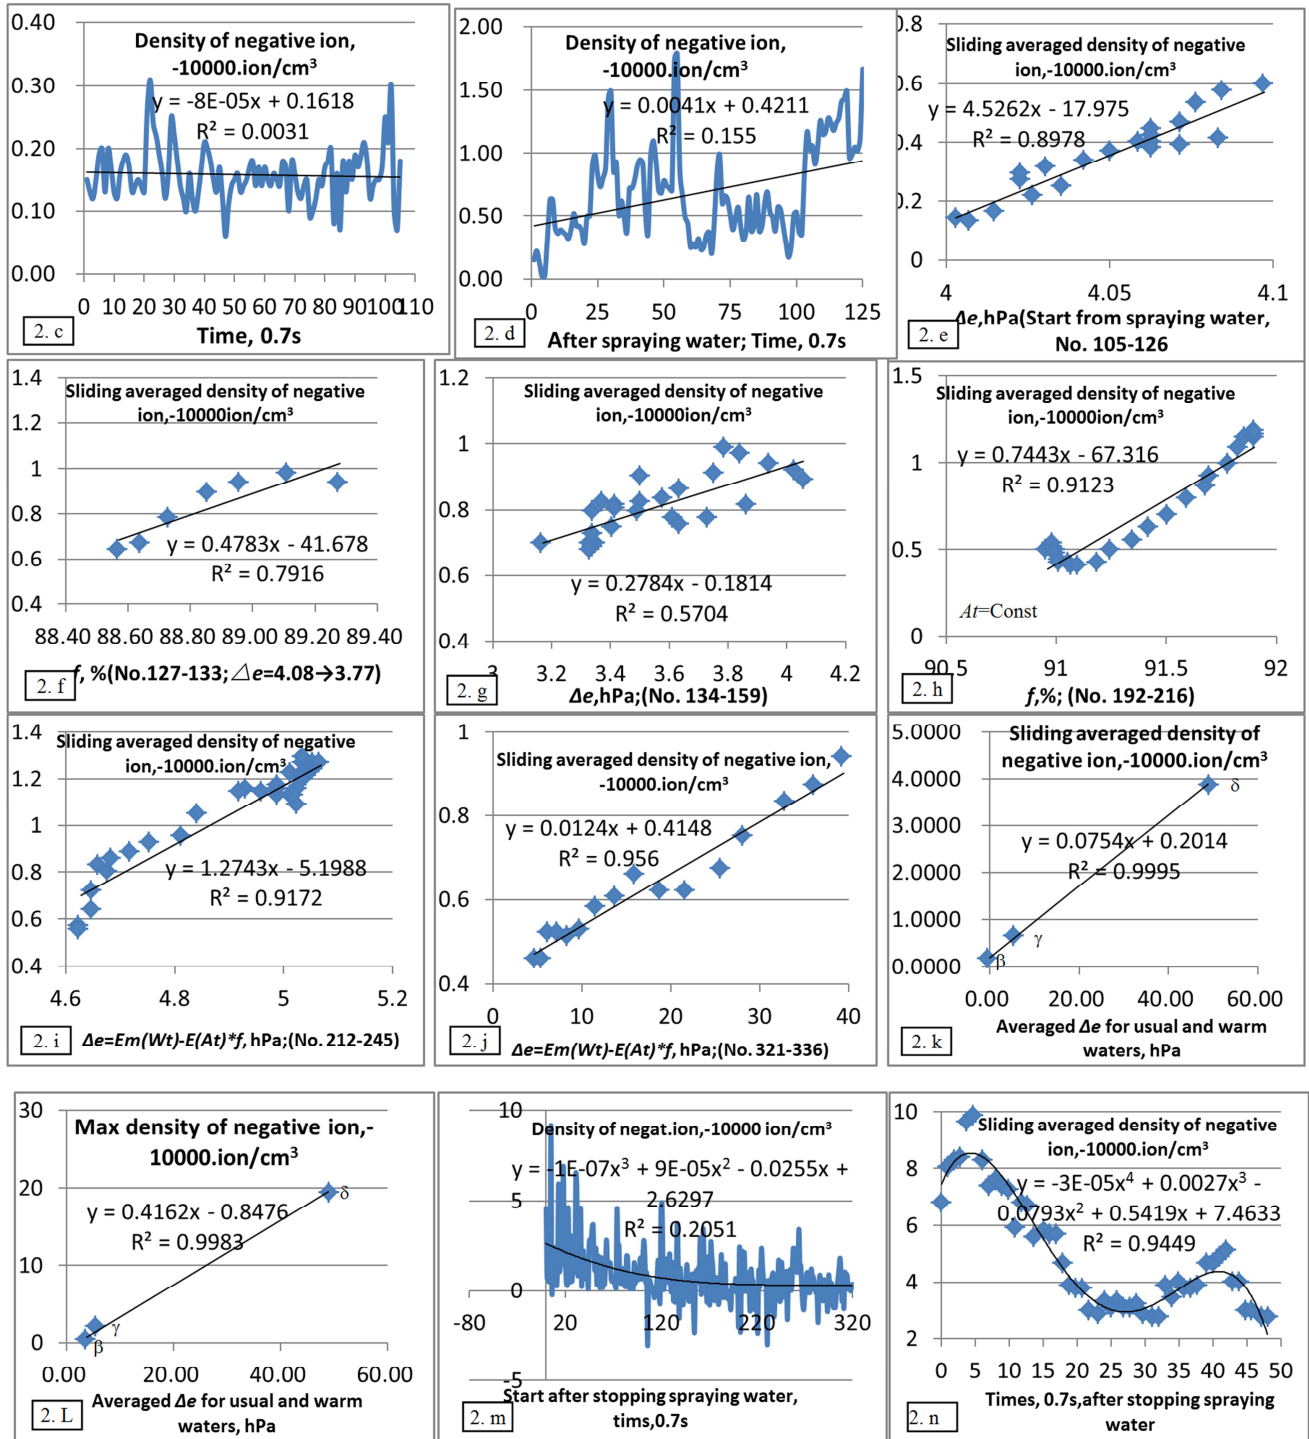 0.40
0.30
0.20
0.10
0.00
Density of negative ion,
-10000.ion/cm³
y = -8E-05x + 0.1618
R² = 0.0031
0 10 20 30 40 50 60 70 80 90100110
2. c
Time, 0.7s
2.00
1.50
1.00
0.50
0.00
Density of negative ion,
-10000.ion/cm³
y = 0.0041x + 0.4211
R² = 0.155
0 25 50 75 100 125
2. d
After spraying water; Time, 0.7s
0.8
0.6
0.4
0.2
0
Sliding averaged density of negative
ion,-10000.ion/cm³
y = 4.5262x - 17.975
R² = 0.8978
4 4.05 4.1
2. e
Δe,hPa(Start from spraying water,
No. 105-126
1.4
1.2
1
0.8
0.6
0.4
Sliding averaged density of negative
ion,-10000ion/cm³
y = 0.4783x - 41.678
R² = 0.7916
88.40 88.60 88.80 89.00 89.20 89.40
2. f
f, %(No.127-133; △e=4.08→3.77)
1.2
1
0.8
0.6
0.4
Sliding averaged density of negative
ion,-10000ion/cm³
y = 0.2784x - 0.1814
R² = 0.5704
3 3.2 3.4 3.6 3.8 4 4.2
2. g
Δe,hPa;(No. 134-159)
1.5
1
0.5
0
Sliding averaged density of negative
ion,-10000ion/cm³
y = 0.7443x - 67.316
R² = 0.9123
At=Const
90.5 91 91.5 92
2. h
f,%; (No. 192-216)
1.4
1.2
1
0.8
0.6
0.4
Sliding averaged density of negative
ion,-10000.ion/cm³
y = 1.2743x - 5.1988
R² = 0.9172
4.6 4.8 5 5.2
2. i
Δe=Em(Wt)-E(At)*f, hPa;(No. 212-245)
1
0.8
0.6
0.4
Sliding averaged density of negative ion,
-10000.ion/cm³
y = 0.0124x + 0.4148
R² = 0.956
0 10 20 30 40
2. j
Δe=Em(Wt)-E(At)*f, hPa;(No. 321-336)
5.0000
4.0000
3.0000
2.0000
1.0000
0.0000
Sliding averaged density of
negative ion,-10000.ion/cm³
δ
y = 0.0754x + 0.2014
R² = 0.9995
γ
β
0.00 20.00 40.00 60.00
2. k
Averaged Δe for usual and warm
waters, hPa
30
20
10
0
Max density of negative ion,-
10000.ion/cm³
δ
y = 0.4162x - 0.8476
R² = 0.9983
γ
β
0.00 20.00 40.00 60.00
2. L
Averaged Δe for usual and warm
waters, hPa
10
5
0
-5
Density of negat.ion,-10000 ion/cm³
y = -1E-07x³ + 9E-05x² - 0.0255x +
2.6297
R² = 0.2051
-80 20 120 220 320
2. m
Start after stopping spraying water,
tims,0.7s
10
8
6
4
2
Sliding averaged density of negative
ion,-10000.ion/cm³
y = -3E-05x⁴ + 0.0027x³ -
0.0793x² + 0.5419x + 7.4633
R² = 0.9449
0 5 10 15 20 25 30 35 40 45 50
2. n
Times, 0.7s,after stopping spraying
water